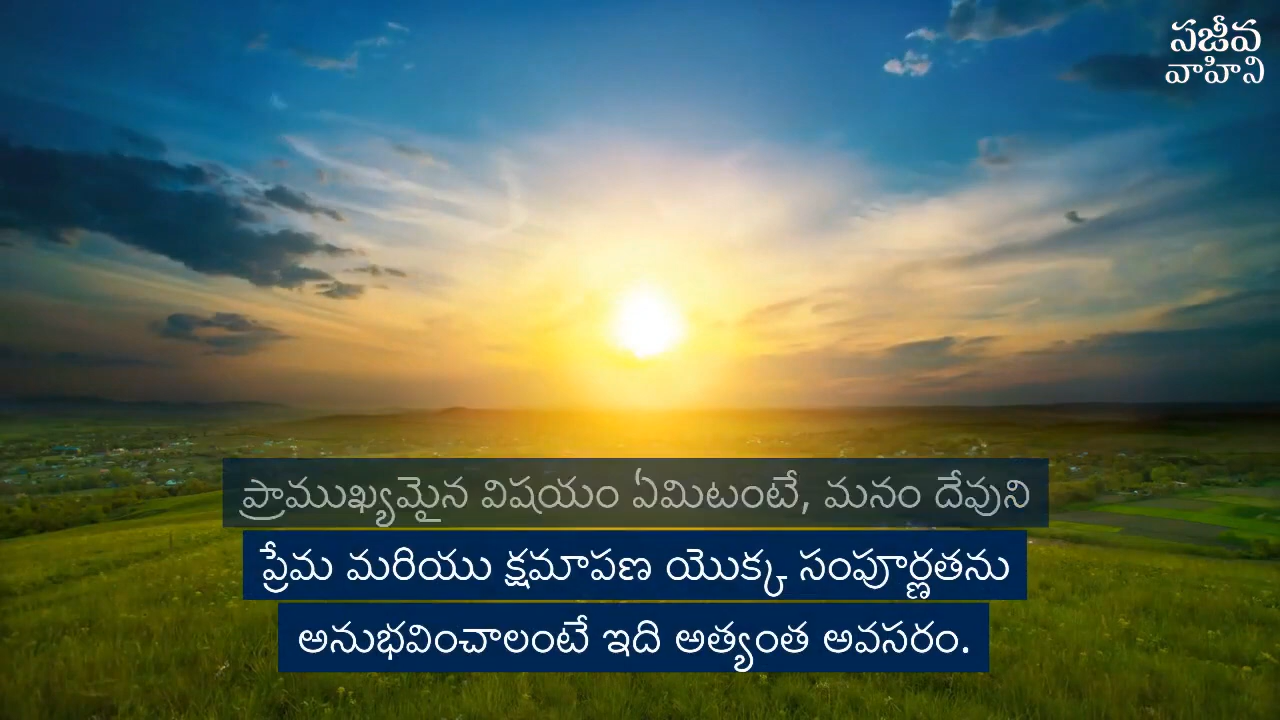 సజీవ
వాహిని
ప్రాముఖ్యమైన విషయం ఏమిటంటే, మనం దేవుని
ప్రేమ మరియు క్షమాపణ యొక్క సంపూర్ణతను
అనుభవించాలంటే ఇది అత్యంత అవసరం.